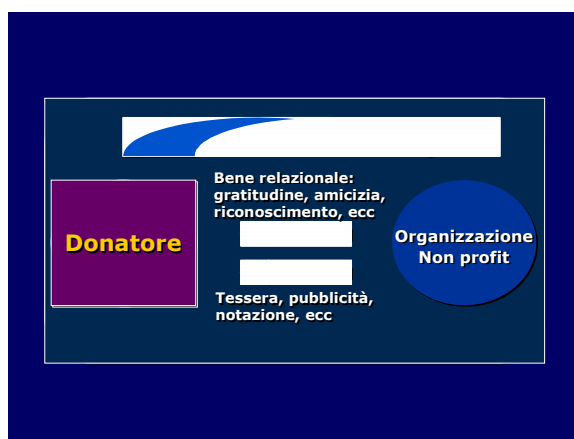 Bene relazionale:
gratitudine, amicizia,
riconoscimento, ecc
Donatore
Organizzazione
Non profit
Tessera, pubblicità,
notazione, ecc